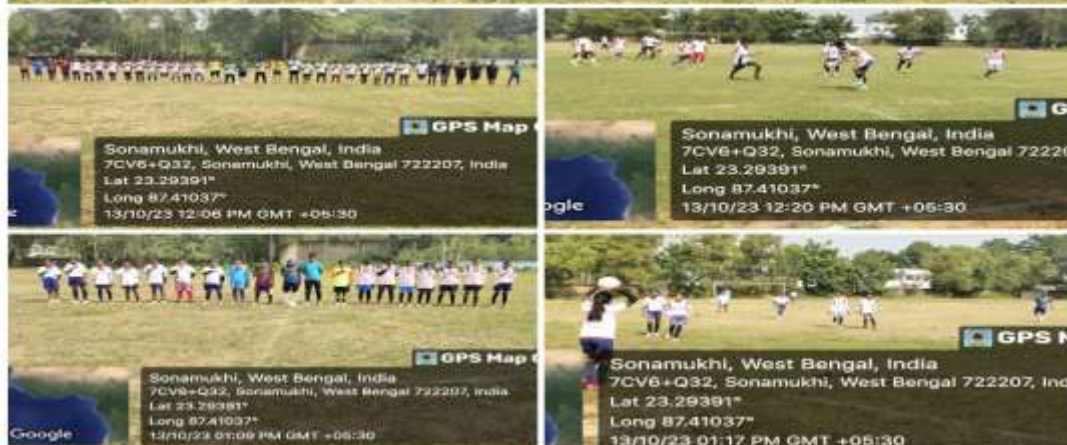 GPS Map
Sonamukhi, West Bengal, India
7CV6+Q32, Sonamukhi, West Bengal 722207, India
Lat 23.29391°
Long 87.41037°
13/10/23 12:06 PM GMT +05:30
G
Sonamukhi, West Bengal, India
7CV6+Q32, Sonamukhi, West Bengal 7222
Lat 23.29391°
Long 87.41037°
ogle
13/10/23 12:20 PM GMT +05:30
GPS Map
Sonamukhi, West Bengal, India
7CV6+Q32, Sonamukhi, West Bengal 722207, India
Lat 23.29391°
Long 87.41037°
Google
13/10/23 01:09 PM GMT +05:30
GPS M
Sonamukhi, West Bengal, India
7CV6+Q32, Sonamukhi, West Bengal 722207, Ind
Lat 23.29391°
Long 87.41037°
13/10/23 01:17 PM GMT +05:30